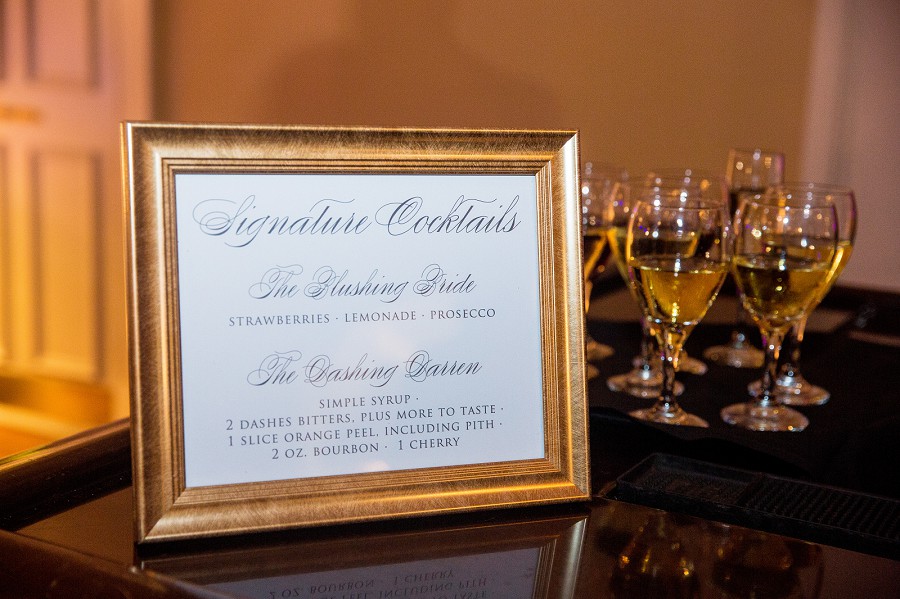 Signature Cocktails
The Blushing Bride
STRAWBERRIES · LEMONADE · PROSECCO
The Dashing Darren
SIMPLE SYRUP ·
2 DASHES BITTERS, PLUS MORE TO TASTE ·
1 SLICE ORANGE PEEL, INCLUDING PITH ·
2 OZ. BOURBON · 1 CHERRY